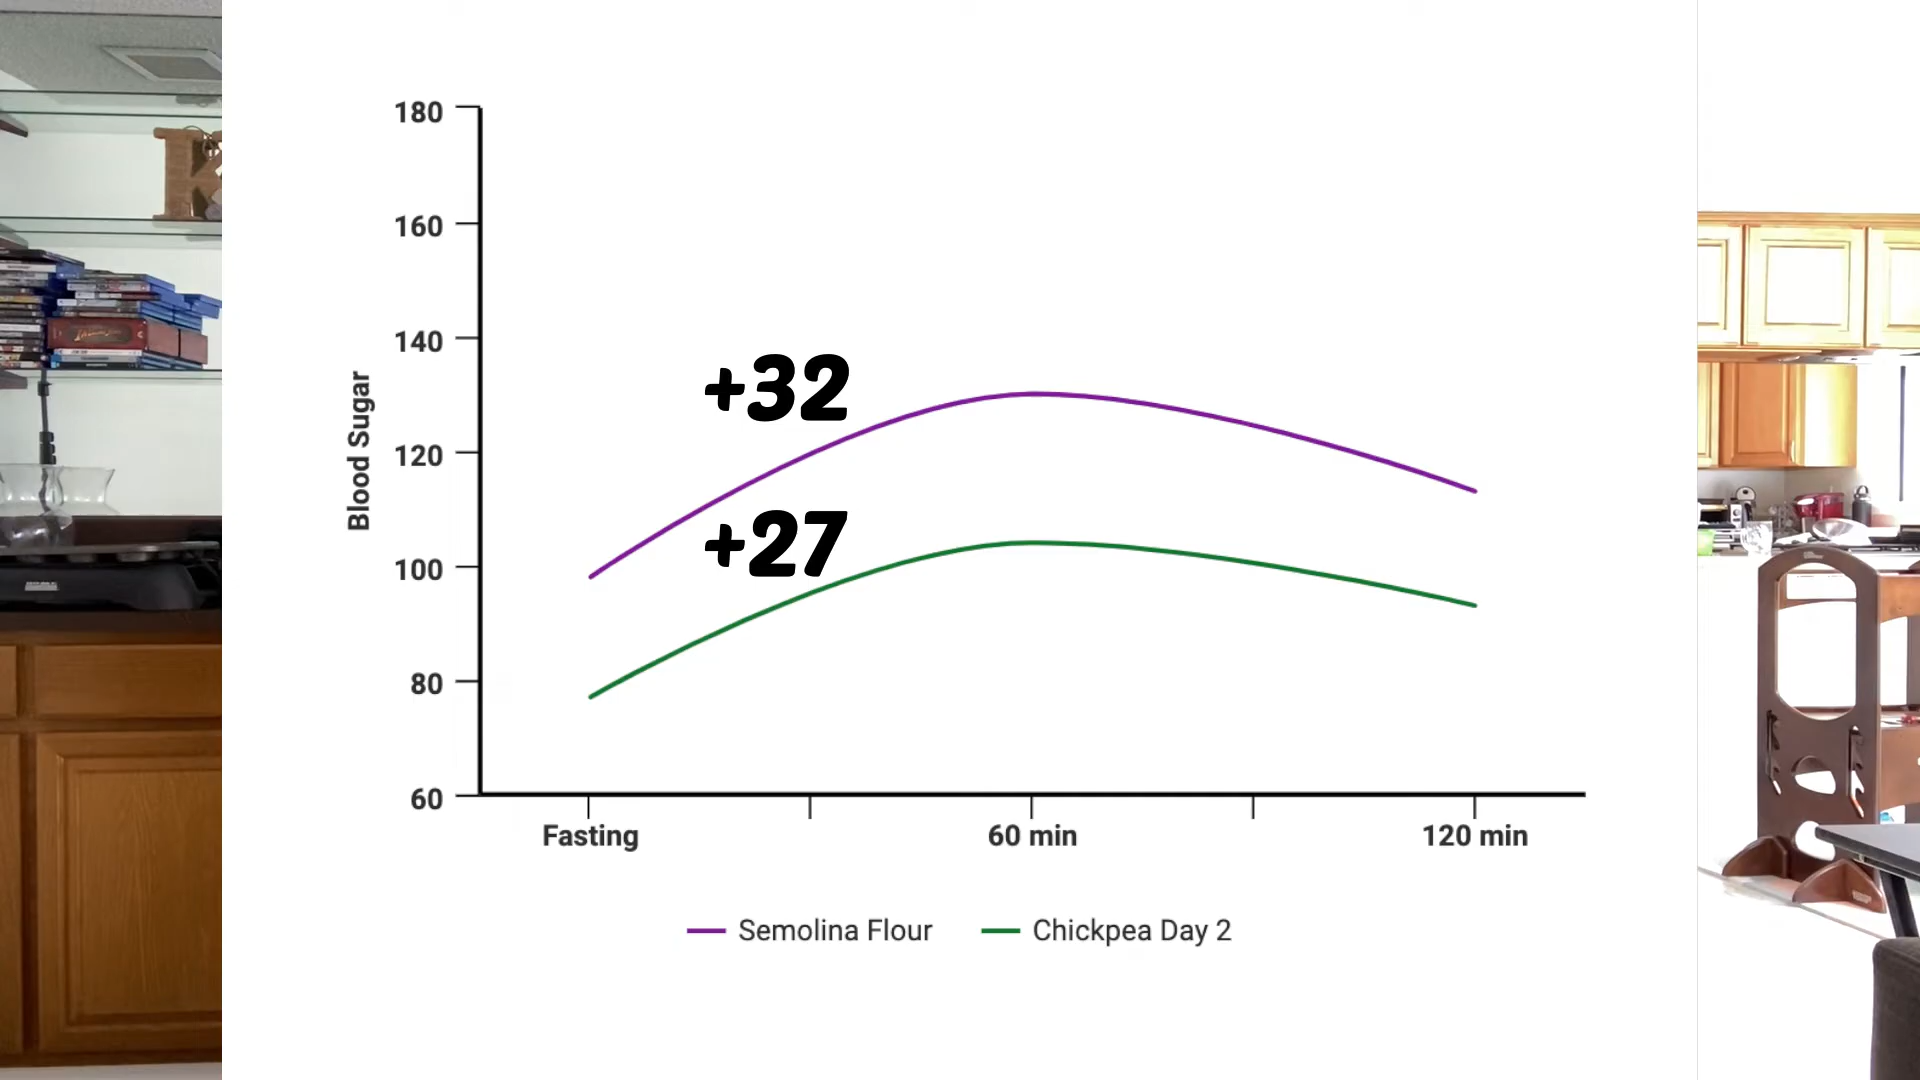 180
160
140
120
100
80
60
Blood Sugar
+32
+27
Fasting
60 min
120 min
Semolina Flour
Chickpea Day 2
K